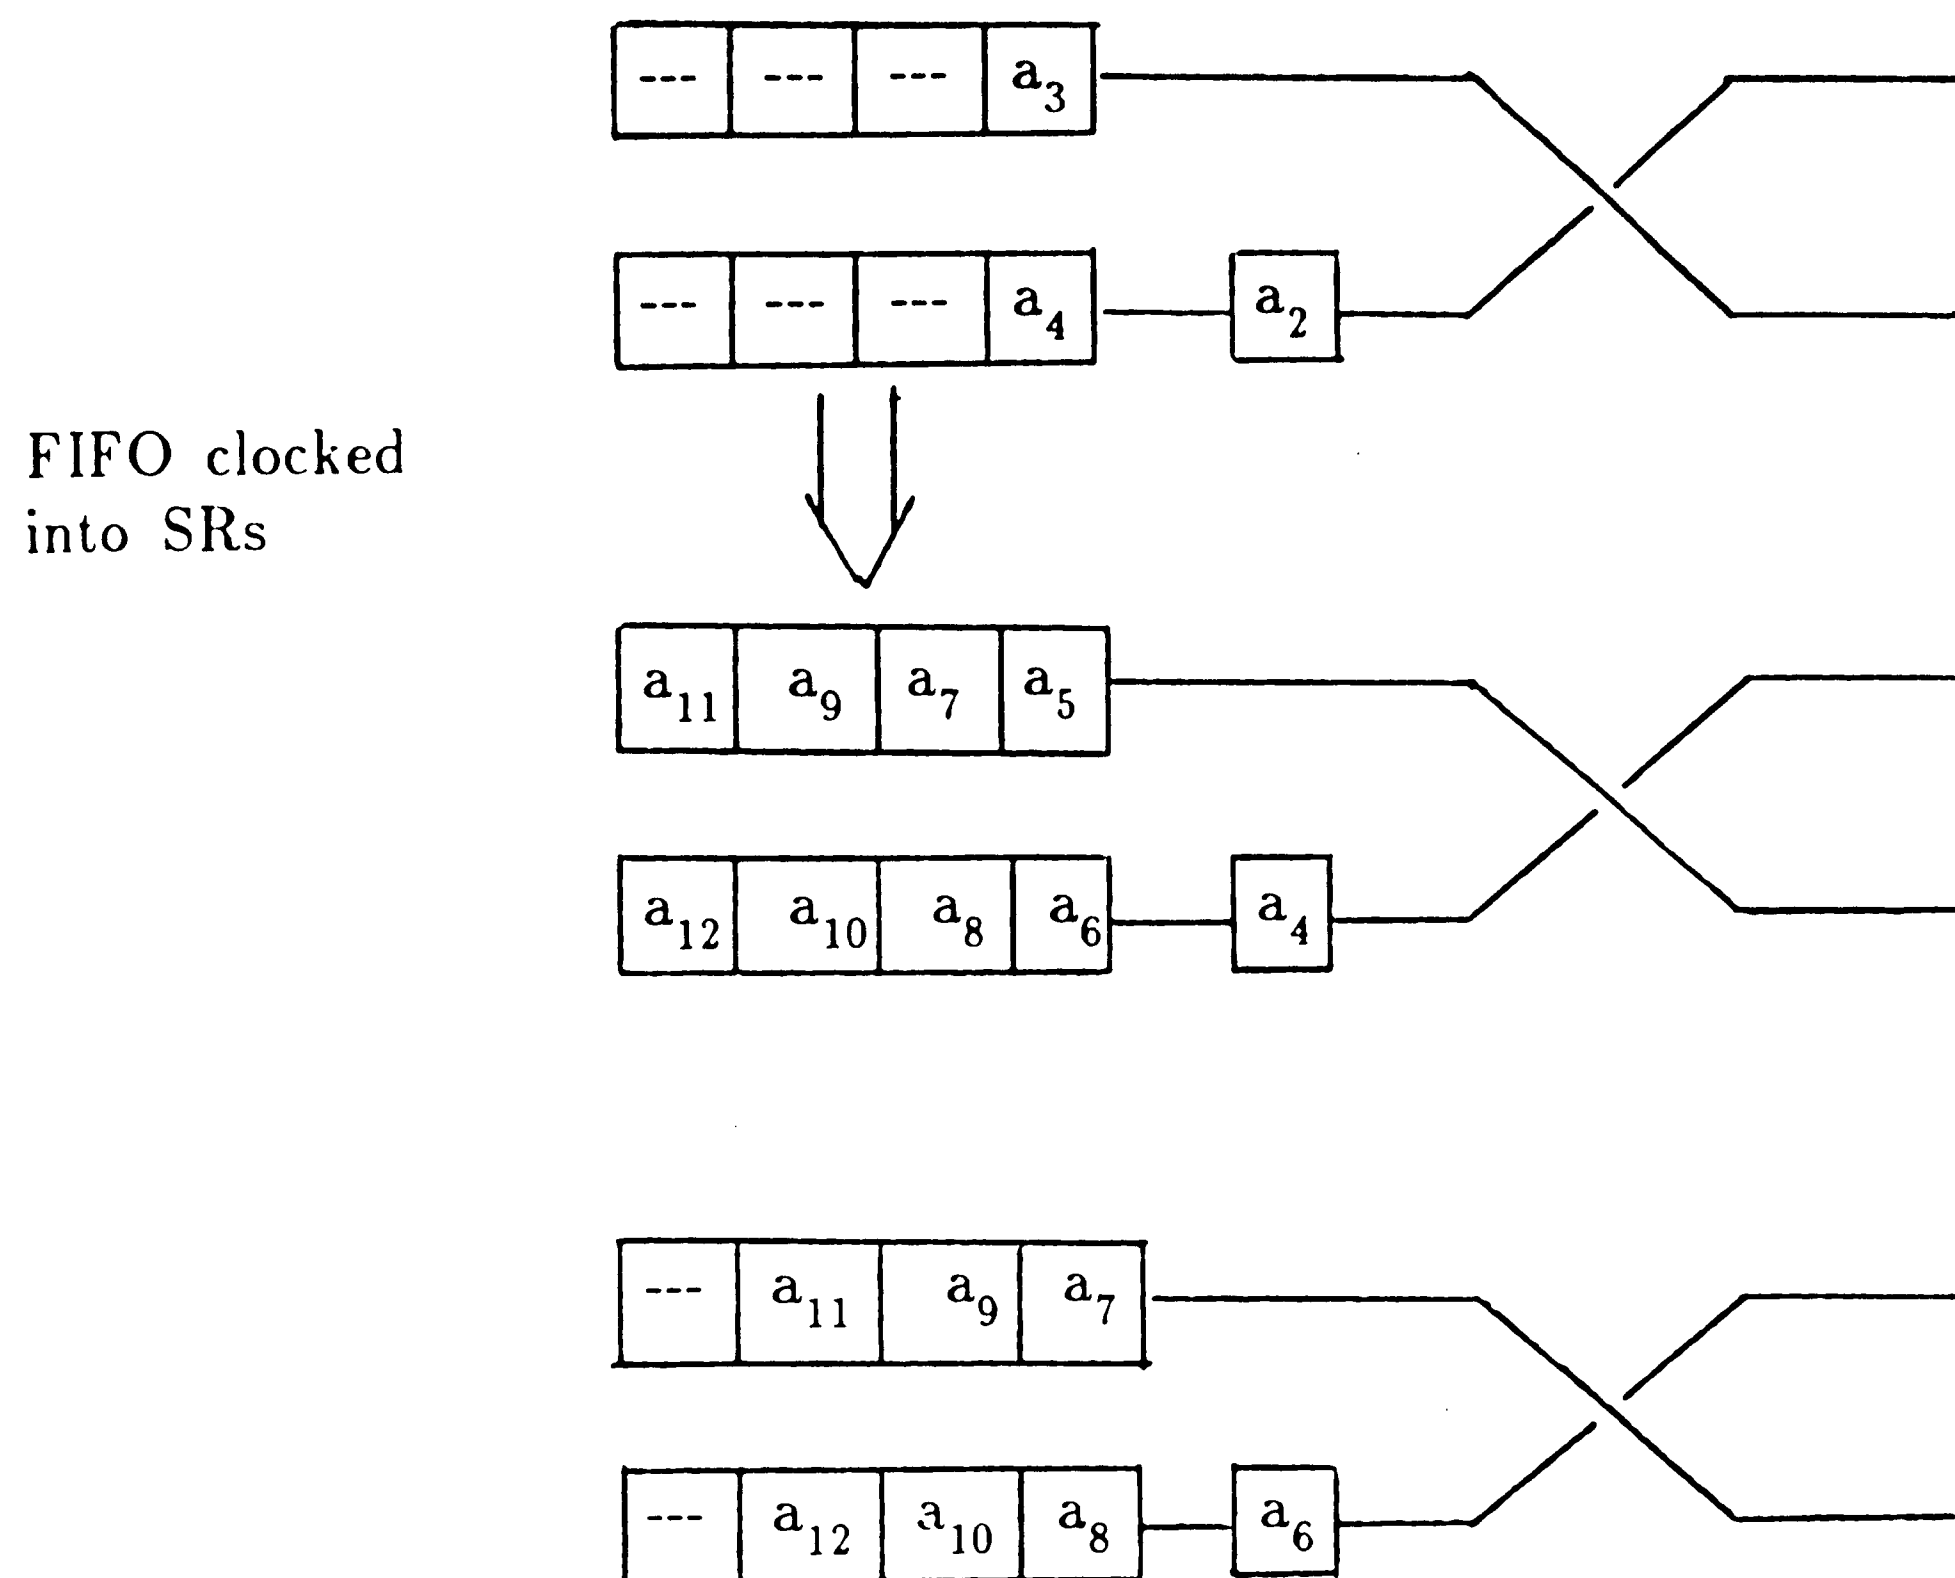 --- --- --- a₃
--- --- --- a₄ a₂
FIFO clocked
into SRs
a₁₁ a₉ a₇ a₅
a₁₂ a₁₀ a₈ a₆ a₄
--- a₁₁ a₉ a₇
--- a₁₂ a₁₀ a₈ a₆